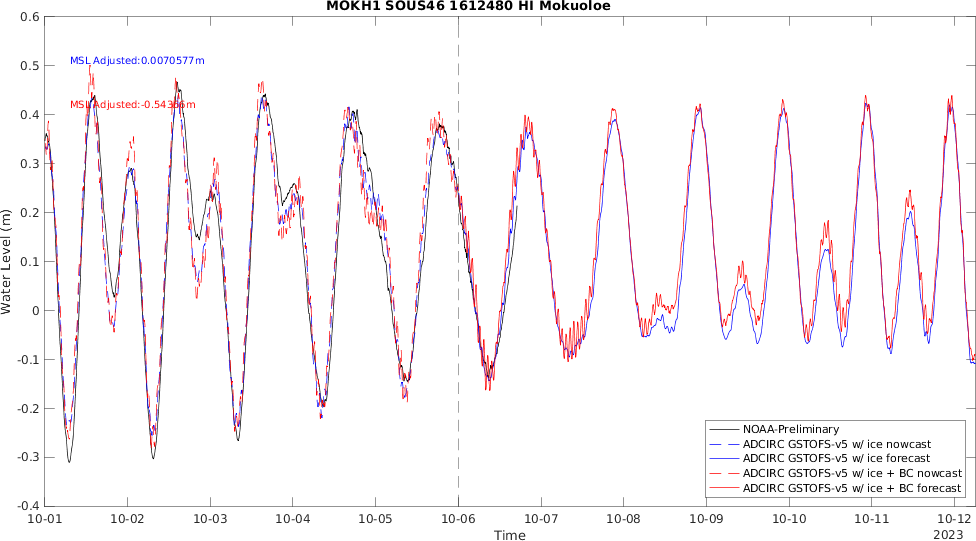 MOKH1 SOUS46 1612480 HI Mokuoloe
0.6
0.5
0.4
0.3
0.2
0.1
0
-0.1
-0.2
-0.3
-0.4
Water Level (m)
MSL Adjusted:0.0070577m
MSL Adjusted:-0.54366m
NOAA-Preliminary
ADCIRC GSTOFS-v5 w/ ice nowcast
ADCIRC GSTOFS-v5 w/ ice forecast
ADCIRC GSTOFS-v5 w/ ice + BC nowcast
ADCIRC GSTOFS-v5 w/ ice + BC forecast
10-01 10-02 10-03 10-04 10-05 10-06 10-07 10-08 10-09 10-10 10-11 10-12
Time
2023